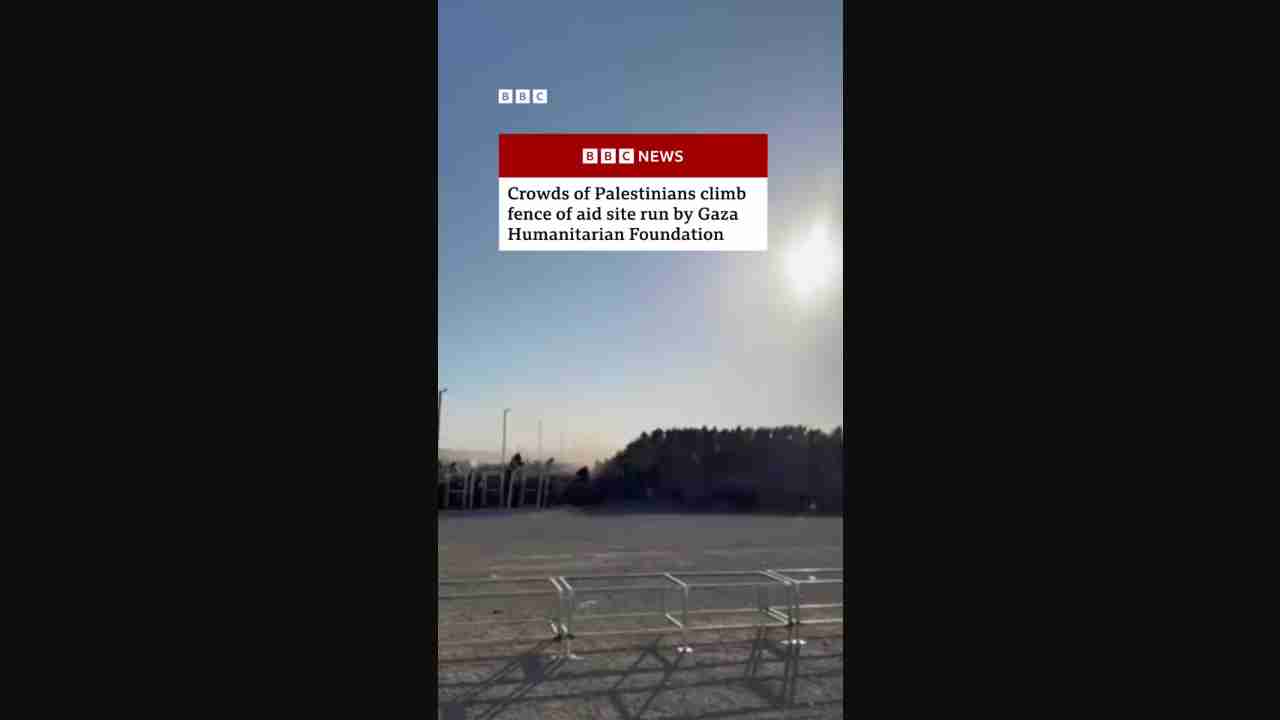 BBC
BBC NEWS
Crowds of Palestinians climb
fence of aid site run by Gaza
Humanitarian Foundation